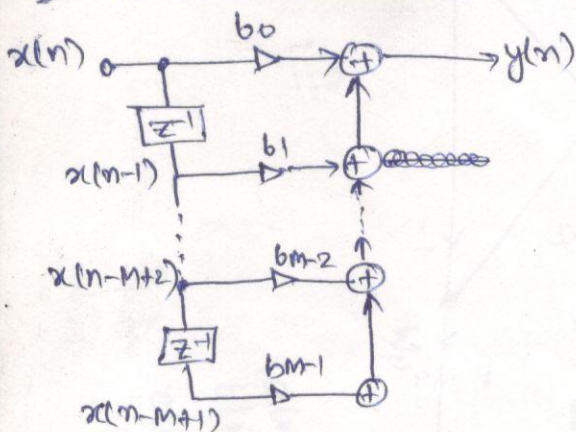 b0
x(n) + y(n)
z-1
b1
x(n-1) +
bM-2
x(n-M+2) +
z-1
bM-1
x(n-M+1) +